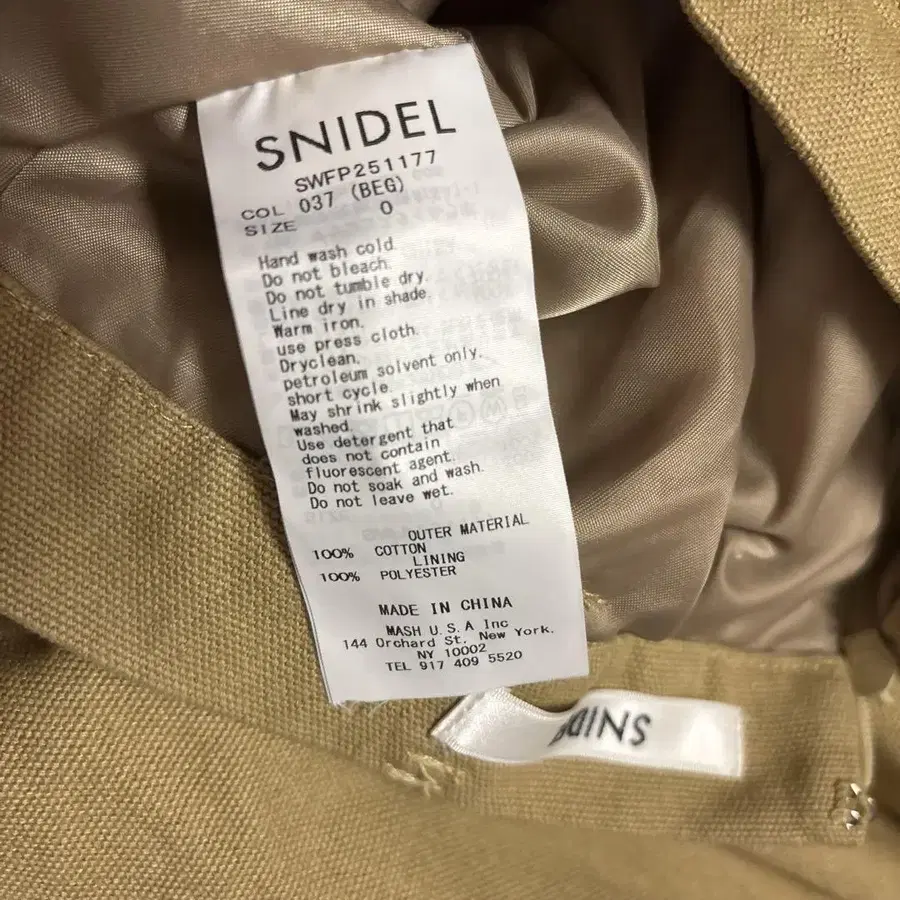 SNIDEL
SWFP251177
COL 037 (BEG)
SIZE 0
Hand wash cold.
Do not bleach.
Do not tumble dry.
Line dry in shade.
Warm iron.
use press cloth.
Dryclean.
petroleum solvent only.
short cycle.
May shrink slightly when
washed.
Use detergent that
does not contain
fluorescent agent.
Do not soak and wash.
Do not leave wet.
OUTER MATERIAL
100% COTTON
LINING
100% POLYESTER
MADE IN CHINA
MASH U.S.A Inc
144 Orchard St. New York,
NY 10002
TEL 917 409 5520
SNIDE